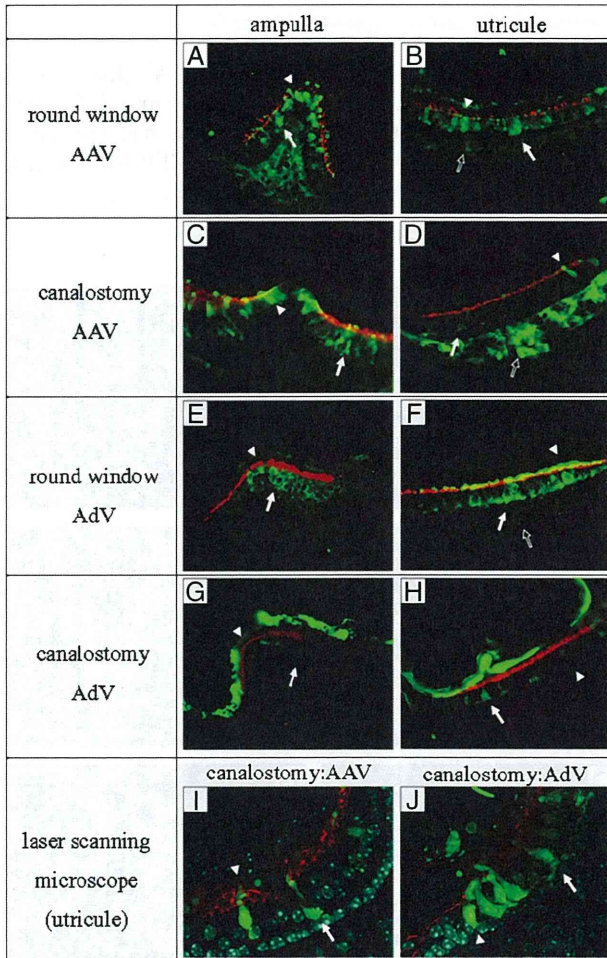 ampulla utricule
round window
AAV
A B
canalostomy
AAV
C D
round window
AdV
E F
canalostomy
AdV
G H
canalostomy:AAV canalostomy:AdV
laser scanning
microscope
(utricule)
I J